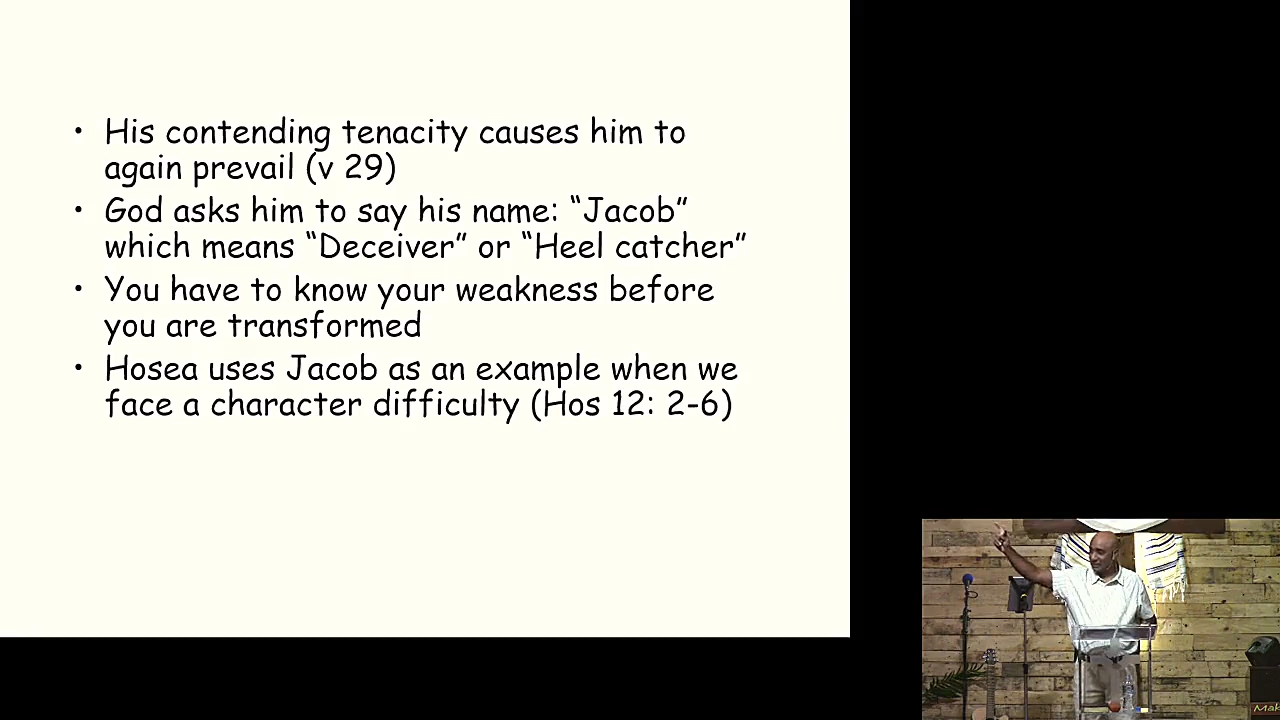 • His contending tenacity causes him to
again prevail (v 29)
• God asks him to say his name: “Jacob”
which means “Deceiver” or “Heel catcher”
• You have to know your weakness before
you are transformed
• Hosea uses Jacob as an example when we
face a character difficulty (Hos 12: 2-6)
Mak